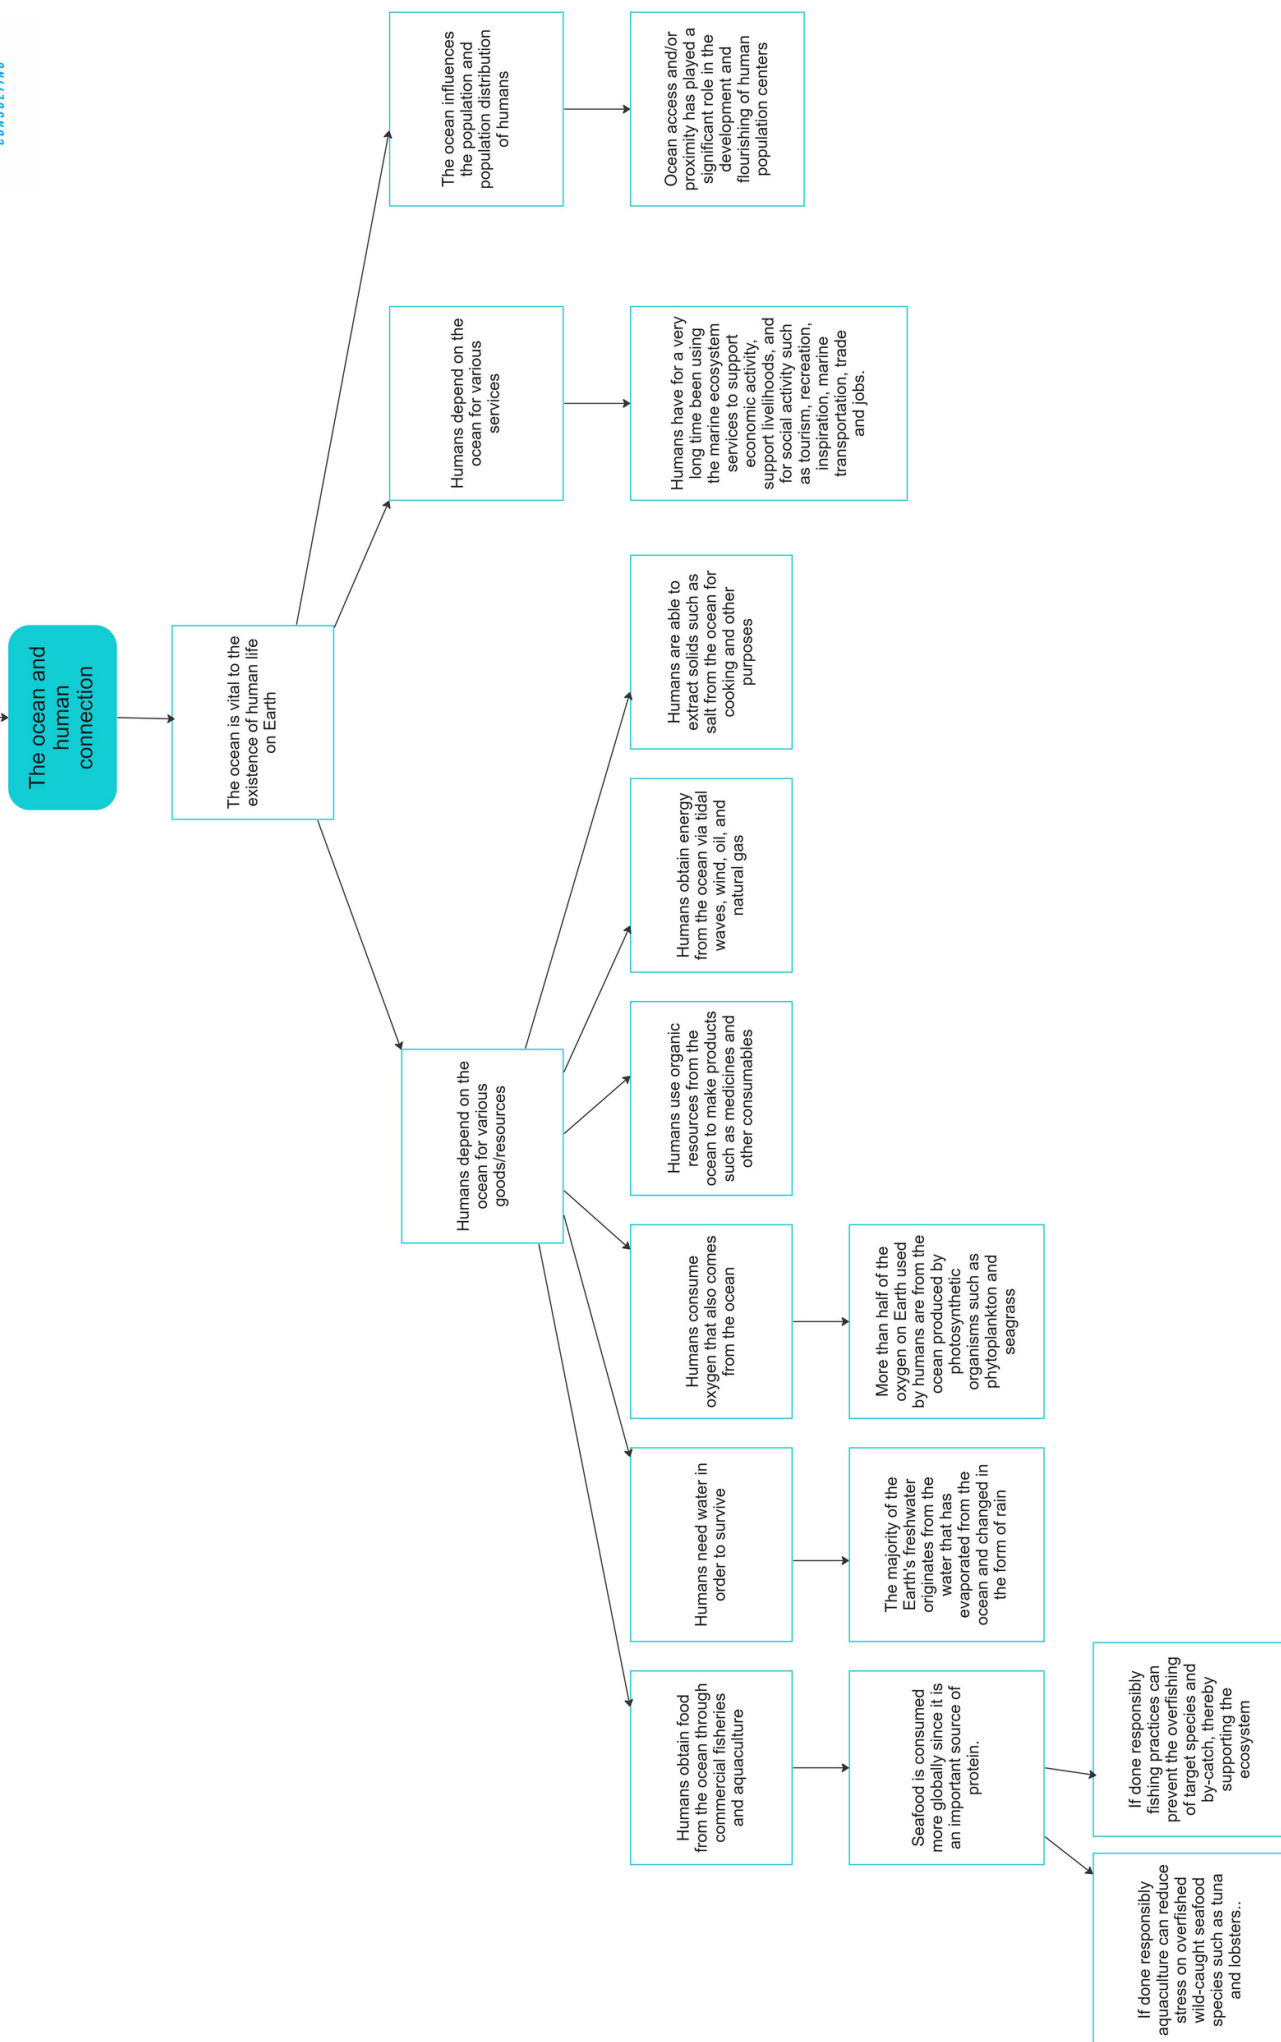 The ocean and
human
connection
The ocean is vital to the
existence of human life
on Earth
Humans depend on the
ocean for various
goods/resources
Humans depend on the
ocean for various
services
The ocean influences
the population and
population distribution
of humans
Humans obtain food
from the ocean through
commercial fisheries
and aquaculture
Humans need water in
order to survive
Humans consume
oxygen that also comes
from the ocean
Humans use organic
resources from the
ocean to make products
such as medicines and
other consumables
Humans obtain energy
from the ocean via tidal
waves, wind, oil, and
natural gas
Humans are able to
extract solids such as
salt from the ocean for
cooking and other
purposes
Humans have for a very
long time been using
the marine ecosystem
services to support
economic activity,
support livelihoods, and
for social activity such
as tourism, recreation,
inspiration, marine
transportation, trade
and jobs.
Ocean access and/or
proximity has played a
significant role in the
development and
flourishing of human
population centers
Seafood is consumed
more globally since it is
an important source of
protein.
The majority of the
Earth's freshwater
originates from the
water that has
evaporated from the
ocean and changed in
the form of rain
More than half of the
oxygen on Earth used
by humans are from the
ocean produced by
photosynthetic
organisms such as
phytoplankton and
seagrass
If done responsibly
aquaculture can reduce
stress on overfished
wild-caught seafood
species such as tuna
and lobsters..
If done responsibly
fishing practices can
prevent the overfishing
of target species and
by-catch, thereby
supporting the
ecosystem